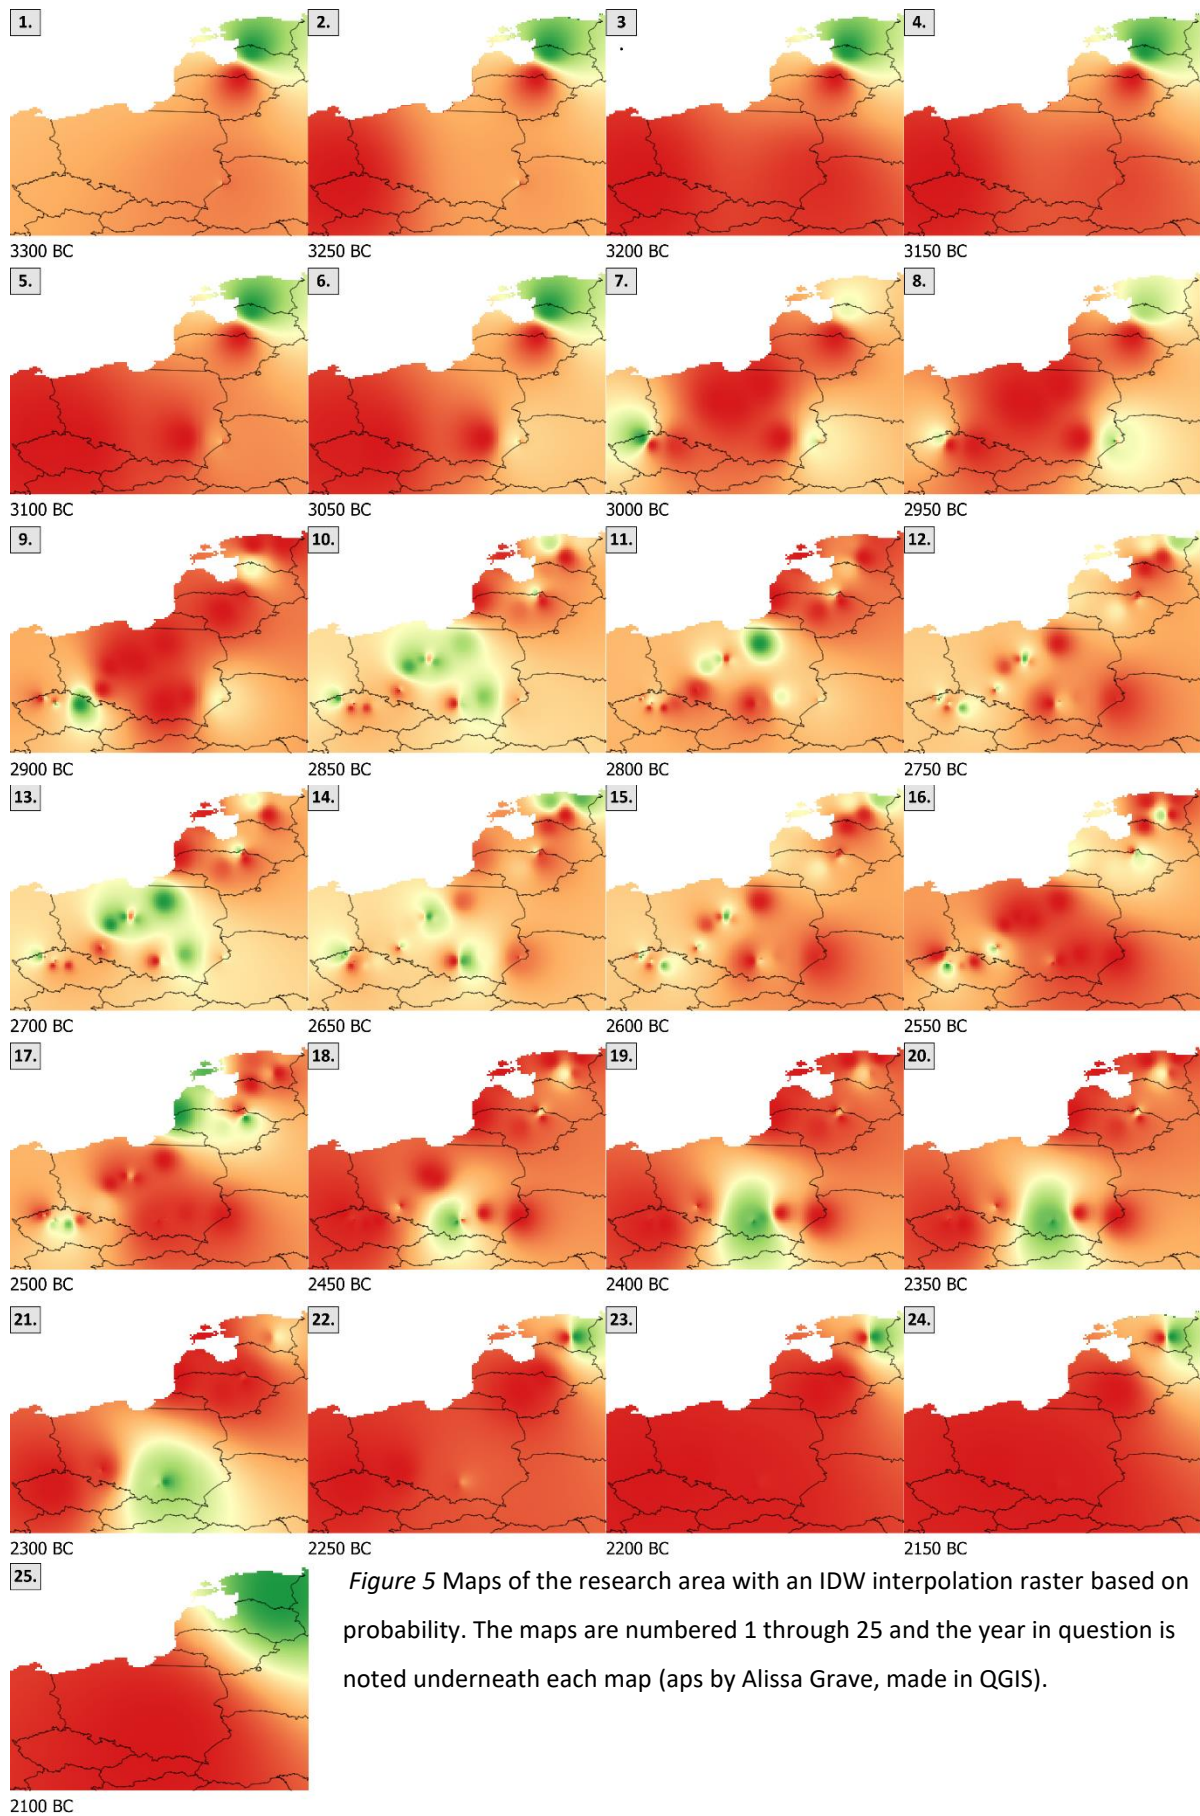 1.
2.
3
.
4.
3300 BC
3250 BC
3200 BC
3150 BC
5.
6.
7.
8.
3100 BC
3050 BC
3000 BC
2950 BC
9.
10.
11.
12.
2900 BC
2850 BC
2800 BC
2750 BC
13.
14.
15.
16.
2700 BC
2650 BC
2600 BC
2550 BC
17.
18.
19.
20.
2500 BC
2450 BC
2400 BC
2350 BC
21.
22.
23.
24.
2300 BC
2250 BC
2200 BC
2150 BC
25.
2100 BC
Figure 5 Maps of the research area with an IDW interpolation raster based on
probability. The maps are numbered 1 through 25 and the year in question is
noted underneath each map (aps by Alissa Grave, made in QGIS).